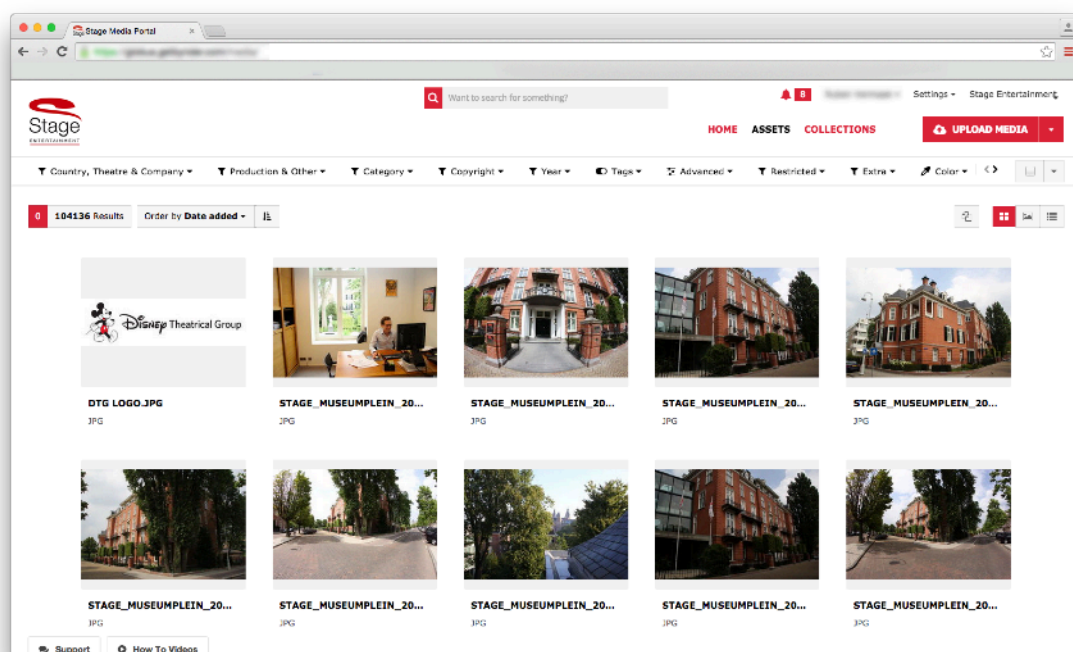 Stage Media Portal
Want to search for something?
8
Settings
Stage Entertainment
Stage
ENTERTAINMENT
HOME
ASSETS
COLLECTIONS
UPLOAD MEDIA
Country, Theatre & Company
Production & Other
Category
Copyright
Year
Tags
Advanced
Restricted
Extra
Color
0
104136 Results
Order by Date added
Disney Theatrical Group
DTG LOGO.JPG
JPG
STAGE_MUSEUMPLEIN_20...
JPG
STAGE_MUSEUMPLEIN_20...
JPG
STAGE_MUSEUMPLEIN_20...
JPG
STAGE_MUSEUMPLEIN_20...
JPG
STAGE_MUSEUMPLEIN_20...
JPG
STAGE_MUSEUMPLEIN_20...
JPG
STAGE_MUSEUMPLEIN_20...
JPG
STAGE_MUSEUMPLEIN_20...
JPG
STAGE_MUSEUMPLEIN_20...
JPG
Support
How To Videos